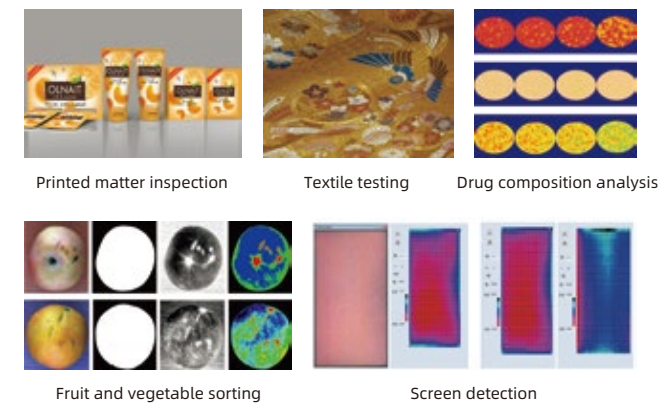 OLNAIT
Printed matter inspection
Textile testing
Drug composition analysis
Fruit and vegetable sorting
Screen detection